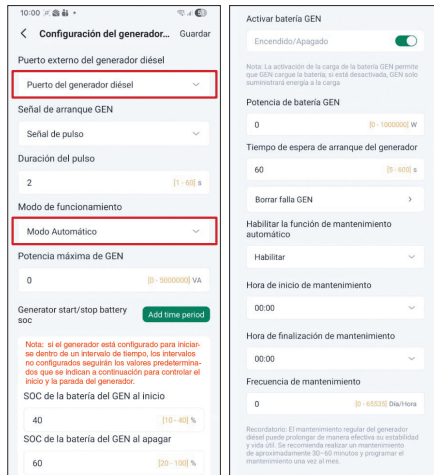 10:00
Configuración del generador... Guardar
Puerto externo del generador diésel
Puerto del generador diésel
Señal de arranque GEN
Señal de pulso
Duración del pulso
2 [1 - 60] s
Modo de funcionamiento
Modo Automático
Potencia máxima de GEN
0 [0 - 5000000] VA
Generator start/stop battery
soc
Add time period
Nota: si el generador está configurado para iniciar-
se dentro de un intervalo de tiempo, los intervalos
no configurados seguirán los valores predetermina-
dos que se indican a continuación para controlar el
inicio y la parada del generador.
SOC de la batería del GEN al inicio
40 [10 - 40] %
SOC de la batería del GEN al apagar
60 [20 - 100] %
Activar batería GEN
Encendido/Apagado
Nota: La activación de la carga de la batería GEN permite
que GEN cargue la batería; si está desactivada, GEN solo
suministrará energía a la carga
Potencia de batería GEN
0 [0 - 1000000] W
Tiempo de espera de arranque del generador
60 [5 - 600] s
Borrar falla GEN
Habilitar la función de mantenimiento
automático
Habilitar
Hora de inicio de mantenimiento
00:00
Hora de finalización de mantenimiento
00:00
Frecuencia de mantenimiento
0 [0 - 65535] Día/Hora
Recordatorio: El mantenimiento regular del generador
diésel puede prolongar de manera efectiva su estabilidad
y vida útil. Se recomienda realizar un mantenimiento
de aproximadamente 30–60 minutos y programar el
mantenimiento una vez al mes.